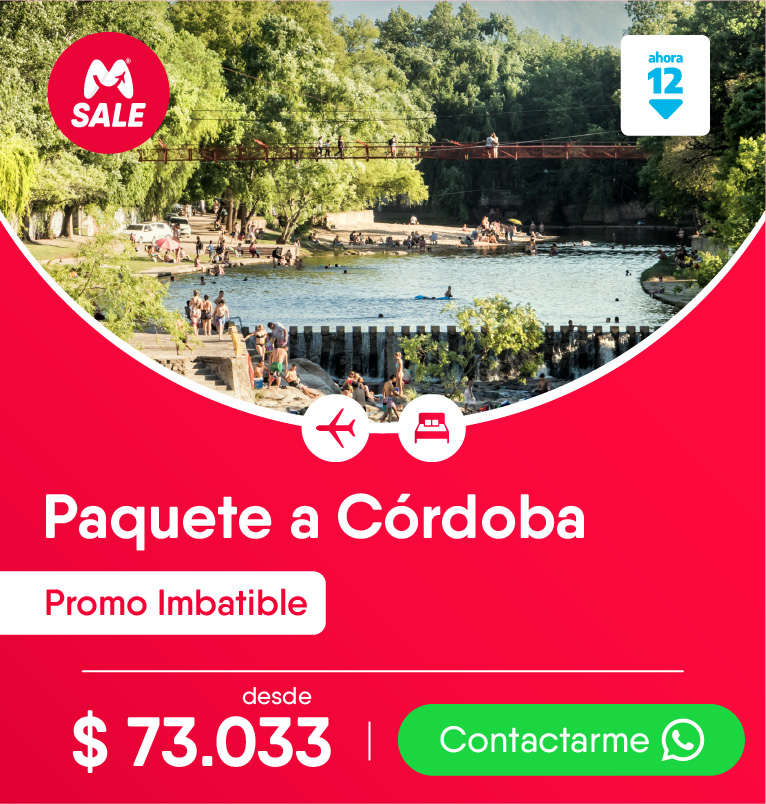 SALE
ahora
12
Paquete a Córdoba
Promo Imbatible
desde
$ 73.033
Contactarme